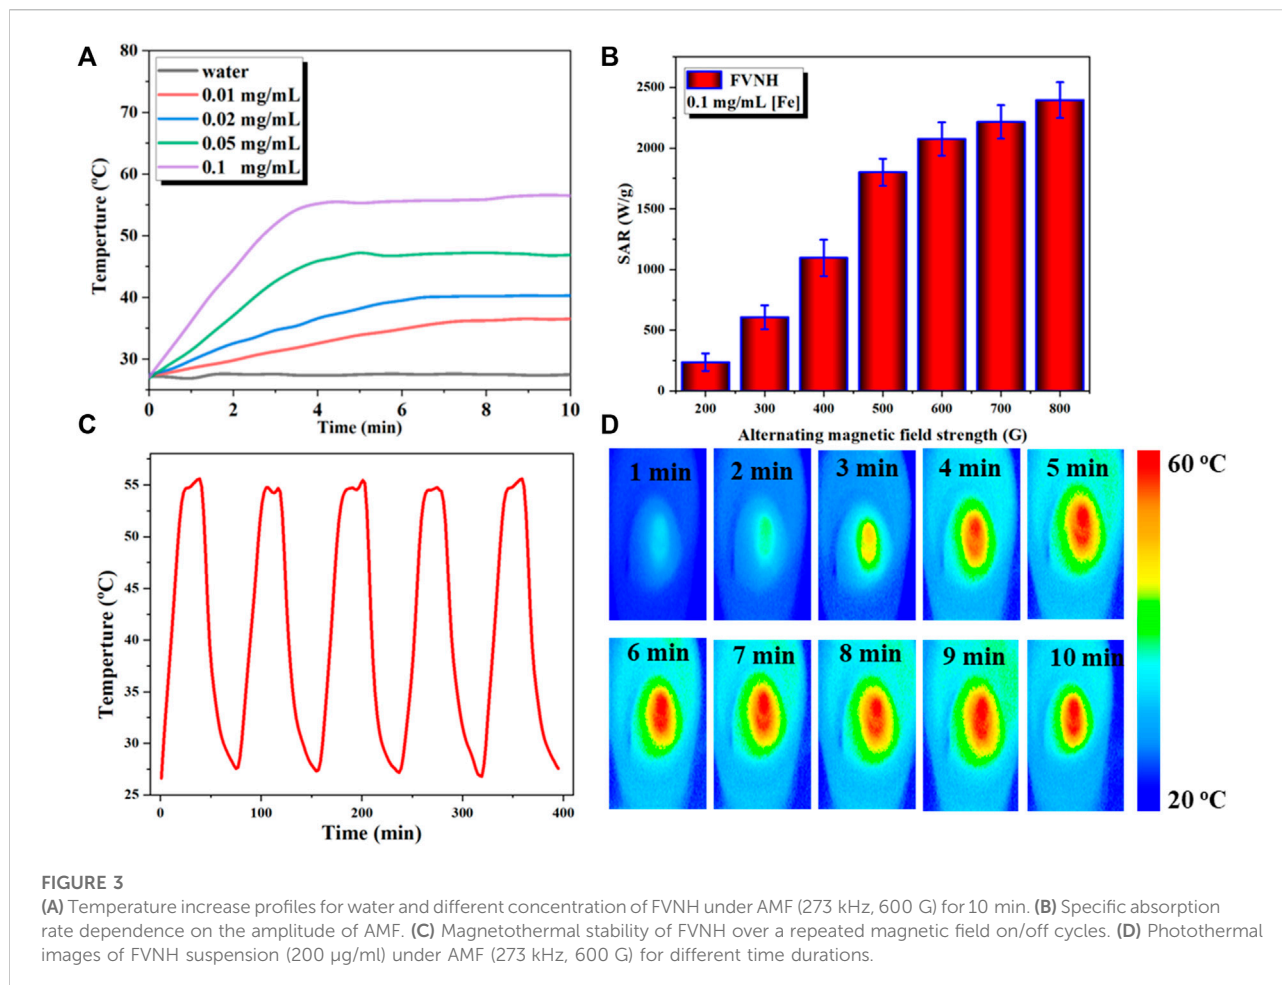 A
80
70
60
50
40
30
Temperture (ºC)
water
0.01 mg/mL
0.02 mg/mL
0.05 mg/mL
0.1 mg/mL
0 2 4 6 8 10
Time (min)
B
2500
2000
1500
1000
500
0
SAR (W/g)
FVNH
0.1 mg/mL [Fe]
200 300 400 500 600 700 800
Alternating magnetic field strength (G)
C
55
50
45
40
35
30
25
Temperture (ºC)
0 100 200 300 400
Time (min)
D
1 min 2 min 3 min 4 min 5 min
6 min 7 min 8 min 9 min 10 min
60 ºC
20 ºC
FIGURE 3
(A) Temperature increase profiles for water and different concentration of FVNH under AMF (273 kHz, 600 G) for 10 min. (B) Specific absorption
rate dependence on the amplitude of AMF. (C) Magnetothermal stability of FVNH over a repeated magnetic field on/off cycles. (D) Photothermal
images of FVNH suspension (200 μg/ml) under AMF (273 kHz, 600 G) for different time durations.